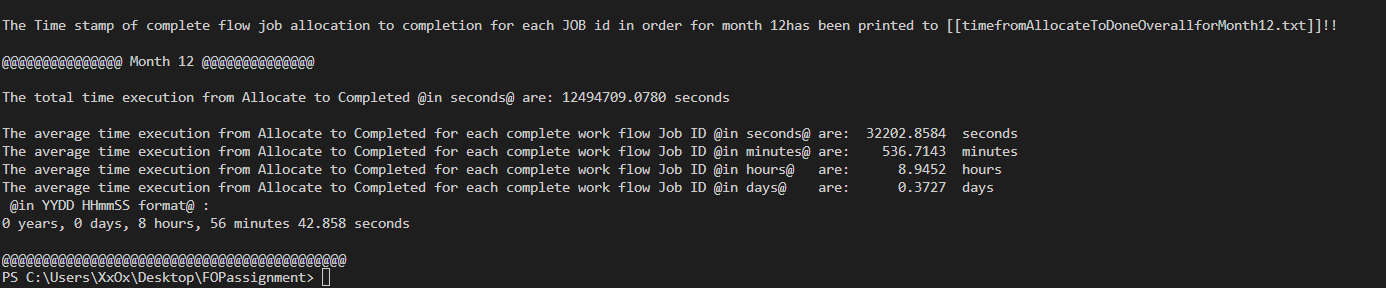 The Time stamp of complete flow job allocation to completion for each JOB id in order for month 12has been printed to [[timefromAllocateToDoneOverallforMonth12.txt]]!!
@@@@@@@@@@@@@@@ Month 12 @@@@@@@@@@@@@@
The total time execution from Allocate to Completed @in seconds@ are: 12494709.0780 seconds
The average time execution from Allocate to Completed for each complete work flow Job ID @in seconds@ are:  32202.8584  seconds
The average time execution from Allocate to Completed for each complete work flow Job ID @in minutes@ are:    536.7143  minutes
The average time execution from Allocate to Completed for each complete work flow Job ID @in hours@   are:      8.9452  hours
The average time execution from Allocate to Completed for each complete work flow Job ID @in days@    are:      0.3727  days
 @in YYDD HHmmSS format@ :
0 years, 0 days, 8 hours, 56 minutes 42.858 seconds
@@@@@@@@@@@@@@@@@@@@@@@@@@@@@@@@@@@@@@@@@@@
PS C:\Users\XxOx\Desktop\FOPassignment>